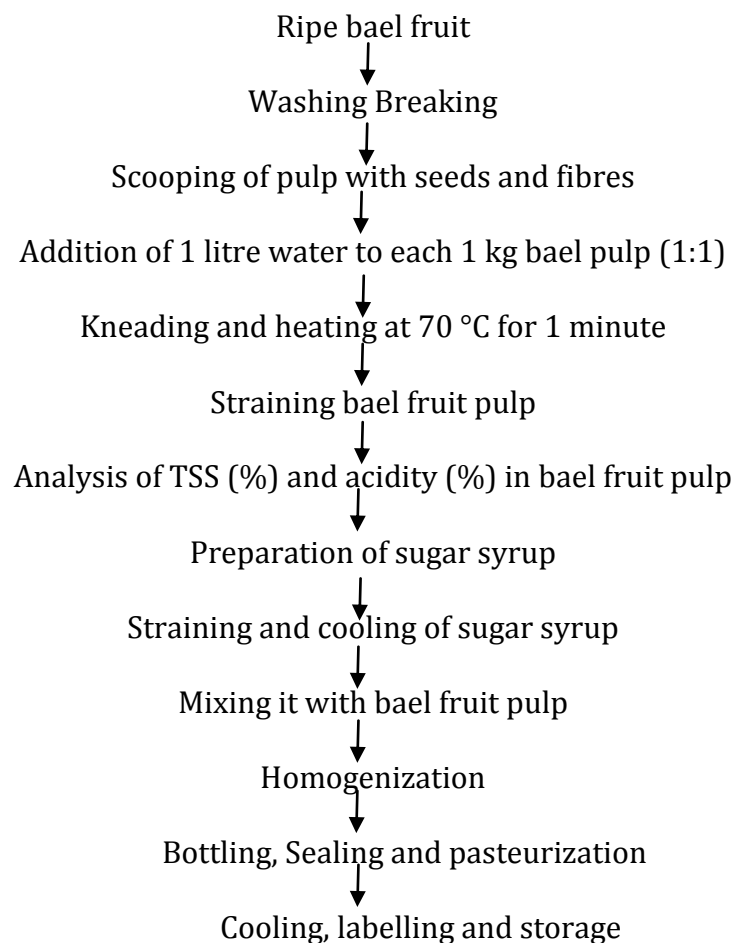 Ripe bael fruit
Washing Breaking
Scooping of pulp with seeds and fibres
Addition of 1 litre water to each 1 kg bael pulp (1:1)
Kneading and heating at 70 °C for 1 minute
Straining bael fruit pulp
Analysis of TSS (%) and acidity (%) in bael fruit pulp
Preparation of sugar syrup
Straining and cooling of sugar syrup
Mixing it with bael fruit pulp
Homogenization
Bottling, Sealing and pasteurization
Cooling, labelling and storage